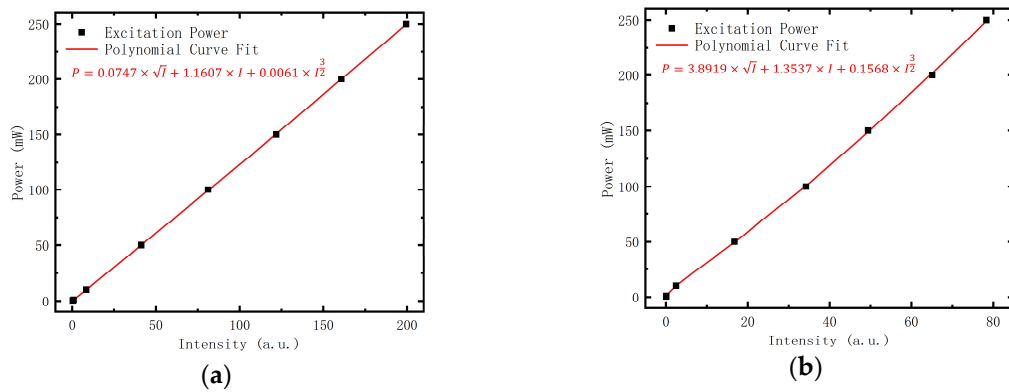 250
200
150
100
50
0
Power (mW)
Excitation Power
Polynomial Curve Fit
P = 0.0747 × √I + 1.1607 × I + 0.0061 × I^(3/2)
0 50 100 150 200
Intensity (a.u.)
(a)
250
200
150
100
50
0
Power (mW)
Excitation Power
Polynomial Curve Fit
P = 3.8919 × √I + 1.3537 × I + 0.1568 × I^(3/2)
0 20 40 60 80
Intensity (a.u.)
(b)